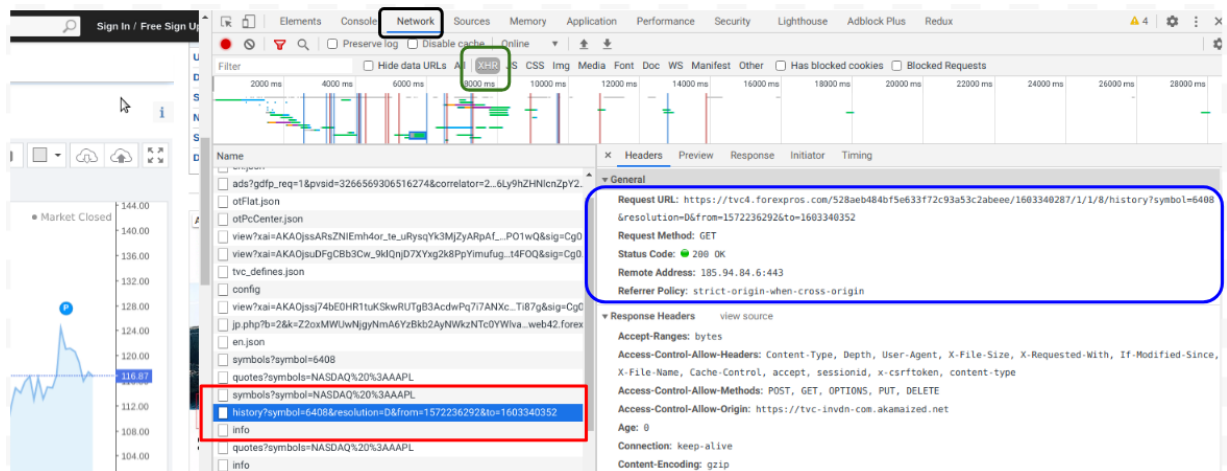 Sign In / Free Sign Up
Elements Console Network Sources Memory Application Performance Security Lighthouse Adblock Plus Redux 4
Preserve log Disable cache Online
Filter Hide data URLs XHR JS CSS Img Media Font Doc WS Manifest Other Has blocked cookies Blocked Requests
2000 ms 4000 ms 6000 ms 8000 ms 10000 ms 12000 ms 14000 ms 16000 ms 18000 ms 20000 ms 22000 ms 24000 ms 26000 ms 28000 ms
Market Closed
144.00
140.00
136.00
132.00
128.00
P
124.00
120.00
116.87
112.00
108.00
104.00
Name
en.json
ads?gdfp_req=1&pvsid=3266569306516274&correlator=2…6Ly9hZHNlcnZpY2.
otFlat.json
otPcCenter.json
view?xai=AKAOjssARsZNIEmh4or_te_uRysqYk3MjZyARpAf_…PO1wQ&sig=Cg0
view?xai=AKAOjsuDFgCBb3Cw_9klQnjD7XYxg2k8PpYimufug…t4FOQ&sig=Cg0
tvc_defines.json
config
view?xai=AKAOjssj74bE0HR1tuKSkwRUTgB3AcdwPq7i7ANXc…Ti87g&sig=Cg0
jp.php?b=2&k=Z2oxMWUwNjgyNmA6YzBkb2AyNWkzNTc0YWlva…web42.forex
en.json
symbols?symbol=6408
quotes?symbols=NASDAQ%20%3AAAPL
symbols?symbol=NASDAQ%20%3AAAPL
history?symbol=6408&resolution=D&from=1572236292&to=1603340352
info
quotes?symbols=NASDAQ%20%3AAAPL
info
× Headers Preview Response Initiator Timing
General
Request URL: https://tvc4.forexpros.com/528aeb484bf5e633f72c93a53c2abeee/1603340287/1/1/8/history?symbol=6408
&resolution=D&from=1572236292&to=1603340352
Request Method: GET
Status Code: 200 OK
Remote Address: 185.94.84.6:443
Referrer Policy: strict-origin-when-cross-origin
Response Headers view source
Accept-Ranges: bytes
Access-Control-Allow-Headers: Content-Type, Depth, User-Agent, X-File-Size, X-Requested-With, If-Modified-Since,
X-File-Name, Cache-Control, accept, sessionid, x-csrftoken, content-type
Access-Control-Allow-Methods: POST, GET, OPTIONS, PUT, DELETE
Access-Control-Allow-Origin: https://tvc-invdn-com.akamaized.net
Age: 0
Connection: keep-alive
Content-Encoding: gzip